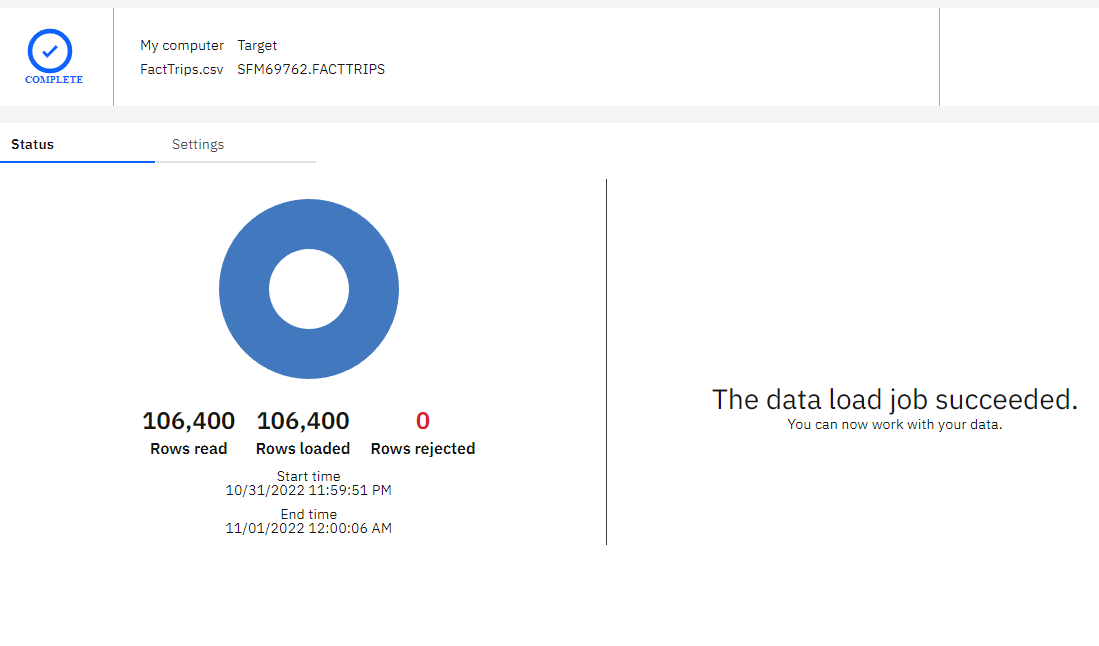 COMPLETE
My computer Target
FactTrips.csv SFM69762.FACTTRIPS
Status Settings
106,400 106,400 0
Rows read Rows loaded Rows rejected
Start time
10/31/2022 11:59:51 PM
End time
11/01/2022 12:00:06 AM
The data load job succeeded.
You can now work with your data.